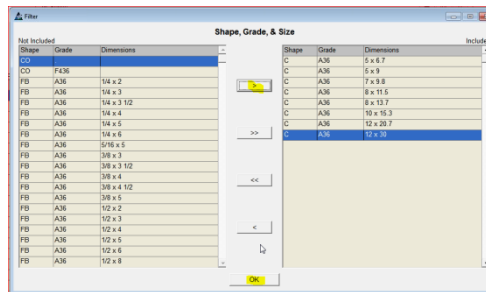 Filter
Shape, Grade, & Size
Not Included
Include
Shape Grade Dimensions
CO
CO F436
FB A36 1/4 x 2
FB A36 1/4 x 3
FB A36 1/4 x 3 1/2
FB A36 1/4 x 4
FB A36 1/4 x 5
FB A36 1/4 x 6
FB A36 5/16 x 5
FB A36 3/8 x 3
FB A36 3/8 x 3 1/2
FB A36 3/8 x 4
FB A36 3/8 x 4 1/2
FB A36 3/8 x 5
FB A36 1/2 x 2
FB A36 1/2 x 3
FB A36 1/2 x 4
FB A36 1/2 x 5
FB A36 1/2 x 6
FB A36 1/2 x 8
>
>>
<<
<
Shape Grade Dimensions
C A36 5 x 6.7
C A36 5 x 9
C A36 7 x 9.8
C A36 8 x 11.5
C A36 8 x 13.7
C A36 10 x 15.3
C A36 12 x 20.7
C A36 12 x 30
OK